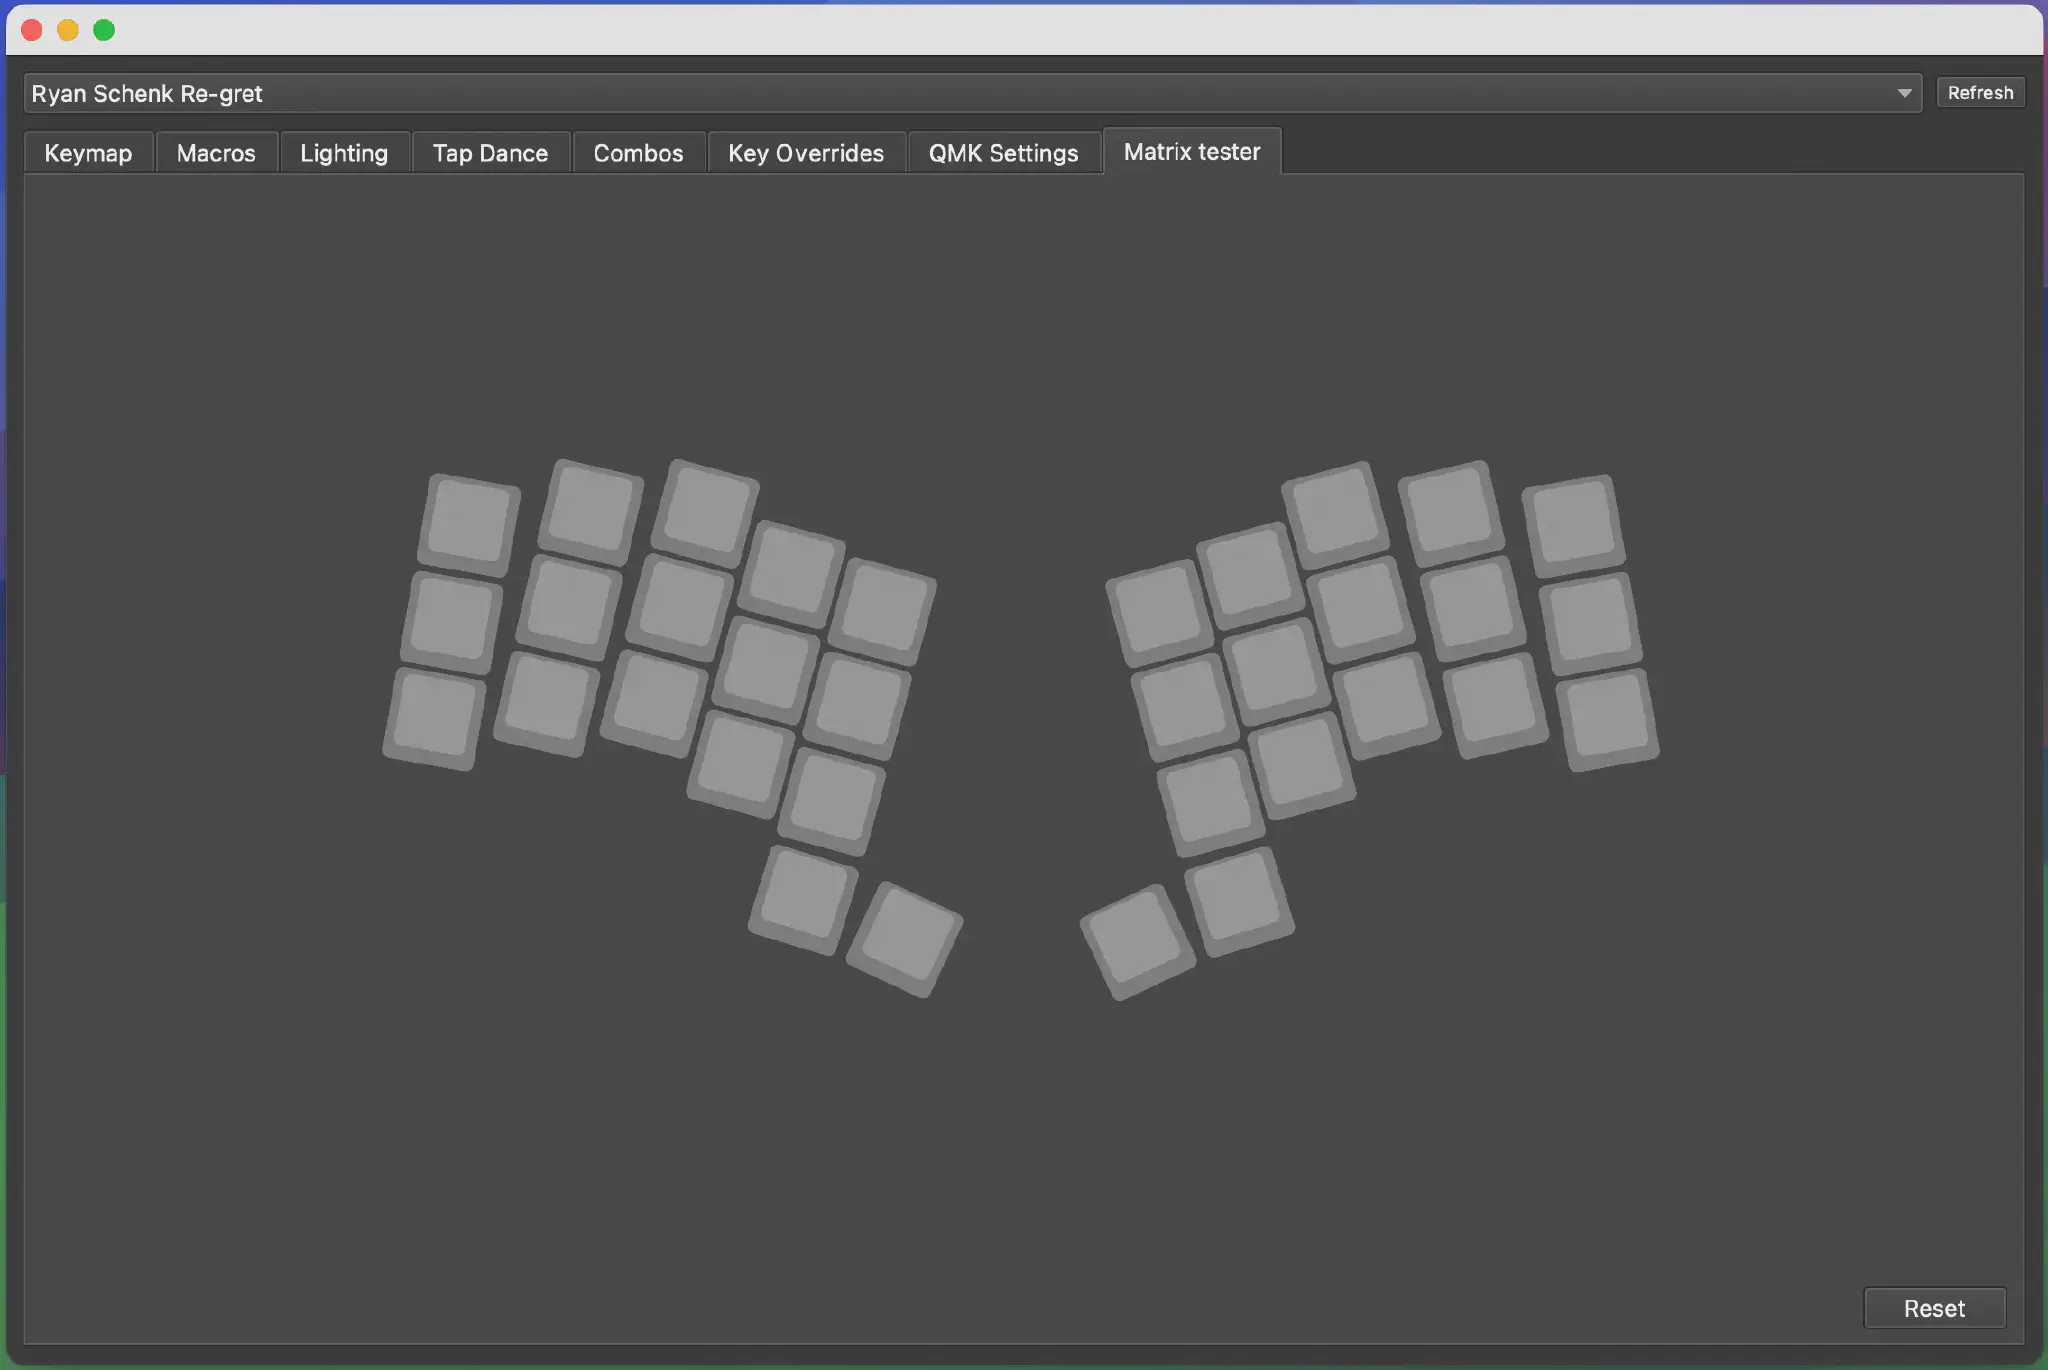 Ryan Schenk Re-gret
Refresh
Keymap
Macros
Lighting
Tap Dance
Combos
Key Overrides
QMK Settings
Matrix tester
Reset